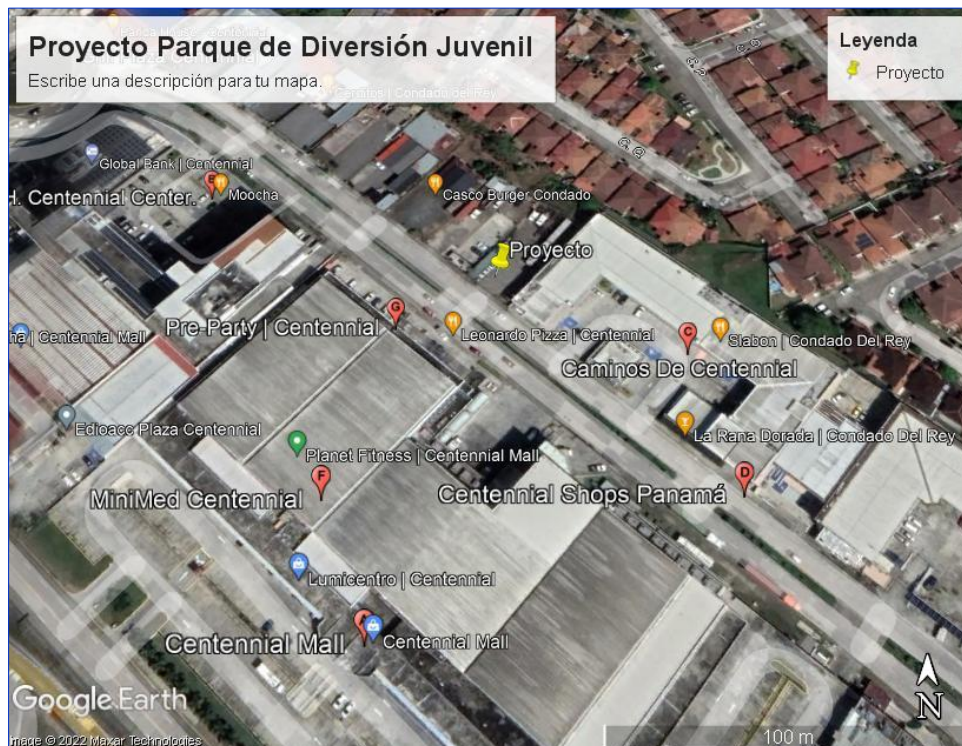 Proyecto Parque de Diversión Juvenil
Escribe una descripción para tu mapa.
Leyenda
Proyecto
Global Bank | Centennial
Centennial Center.
E
Moocha
Casco Burger Condado
Proyecto
G
Pre-Party | Centennial
Leonardo Pizza | Centennial
C
Slabon | Condado Del Rey
Caminos De Centennial
| Centennial Mall
Edioacc Plaza Centennial
La Rana Dorada | Condado Del Rey
Planet Fitness | Centennial Mall
F
MiniMed Centennial
D
Centennial Shops Panamá
Lumicentro | Centennial
Centennial Mall
Centennial Mall
Google Earth
Image © 2022 Maxar Technologies
100 m
N